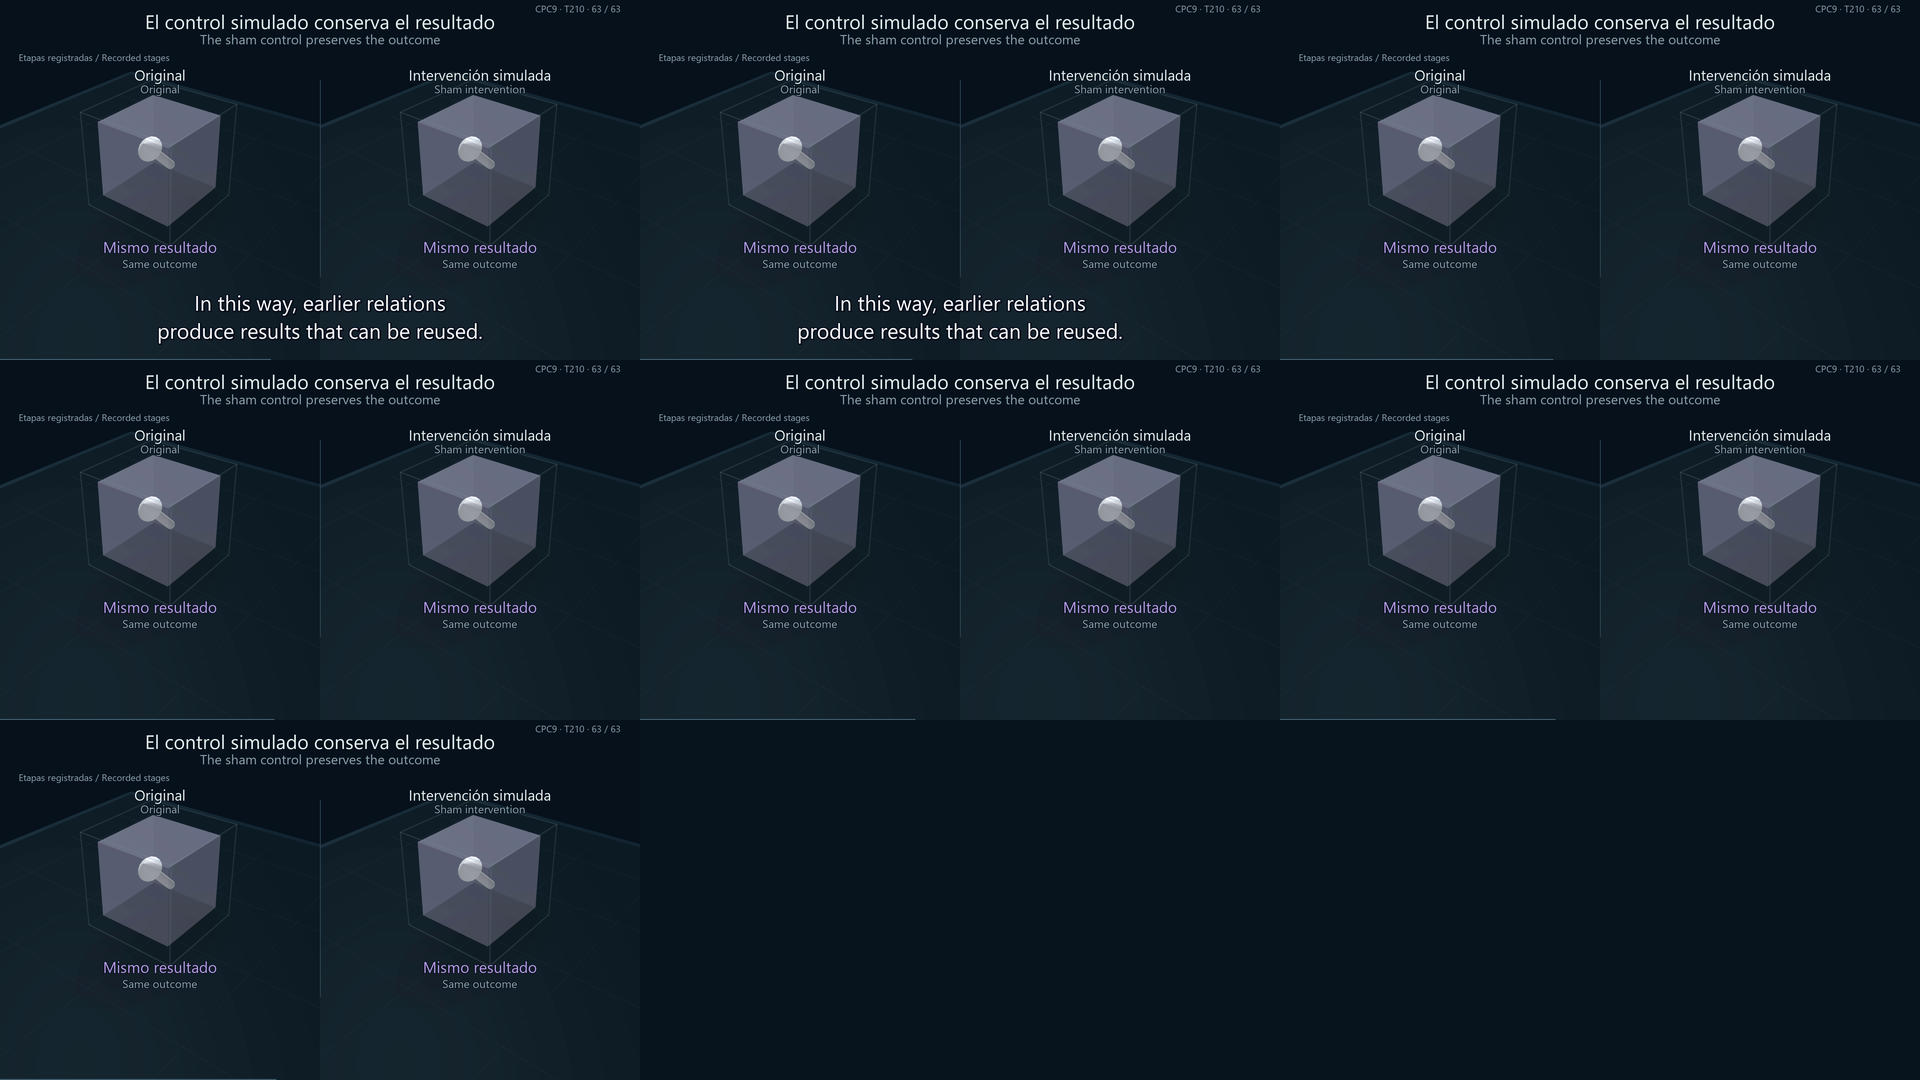 CPC9 · T210 · 63 / 63
El control simulado conserva el resultado
The sham control preserves the outcome
Etapas registradas / Recorded stages
Original
Original
Intervención simulada
Sham intervention
Mismo resultado
Same outcome
Mismo resultado
Same outcome
In this way, earlier relations
produce results that can be reused.
CPC9 · T210 · 63 / 63
El control simulado conserva el resultado
The sham control preserves the outcome
Etapas registradas / Recorded stages
Original
Original
Intervención simulada
Sham intervention
Mismo resultado
Same outcome
Mismo resultado
Same outcome
In this way, earlier relations
produce results that can be reused.
CPC9 · T210 · 63 / 63
El control simulado conserva el resultado
The sham control preserves the outcome
Etapas registradas / Recorded stages
Original
Original
Intervención simulada
Sham intervention
Mismo resultado
Same outcome
Mismo resultado
Same outcome
CPC9 · T210 · 63 / 63
El control simulado conserva el resultado
The sham control preserves the outcome
Etapas registradas / Recorded stages
Original
Original
Intervención simulada
Sham intervention
Mismo resultado
Same outcome
Mismo resultado
Same outcome
CPC9 · T210 · 63 / 63
El control simulado conserva el resultado
The sham control preserves the outcome
Etapas registradas / Recorded stages
Original
Original
Intervención simulada
Sham intervention
Mismo resultado
Same outcome
Mismo resultado
Same outcome
CPC9 · T210 · 63 / 63
El control simulado conserva el resultado
The sham control preserves the outcome
Etapas registradas / Recorded stages
Original
Original
Intervención simulada
Sham intervention
Mismo resultado
Same outcome
Mismo resultado
Same outcome
CPC9 · T210 · 63 / 63
El control simulado conserva el resultado
The sham control preserves the outcome
Etapas registradas / Recorded stages
Original
Original
Intervención simulada
Sham intervention
Mismo resultado
Same outcome
Mismo resultado
Same outcome